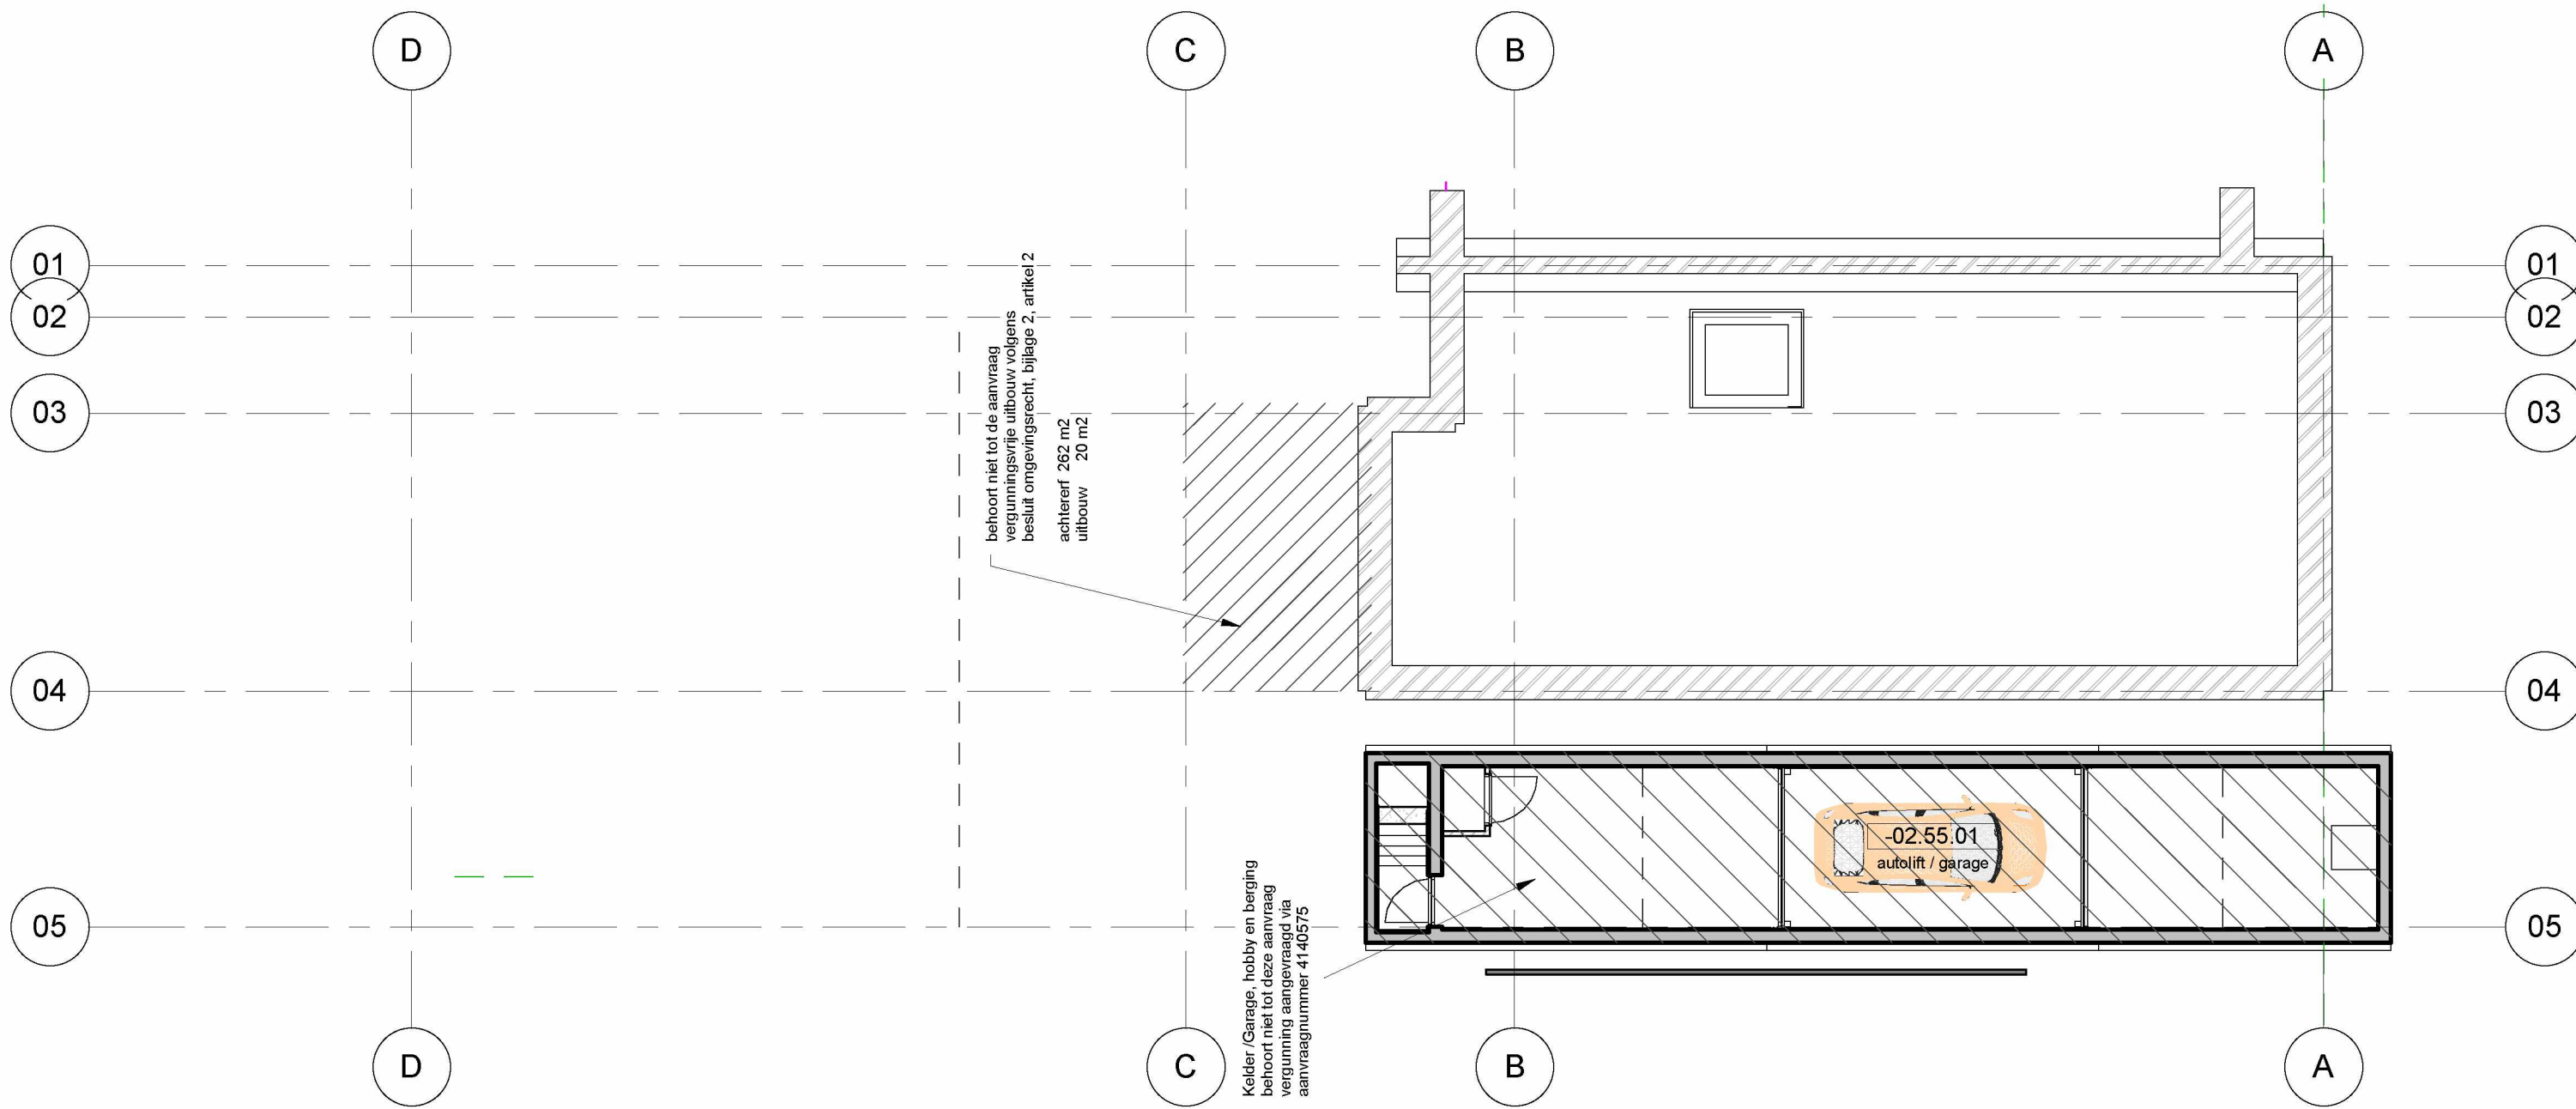 D
C
B
A
01
01
02
02
03
03
04
04
05
05
behoort niet tot de aanvraag
vergunningsvrije uitbouw volgens
besluit omgevingsrecht, bijlage 2, artikel 2
achtererf 262 m2
uitbouw 20 m2
-02.55.01
autolift / garage
Kelder /Garage, hobby en berging
behoort niet tot deze aanvraag
vergunning aangevraagd via
aanvraagnummer 4140575
D
C
B
A